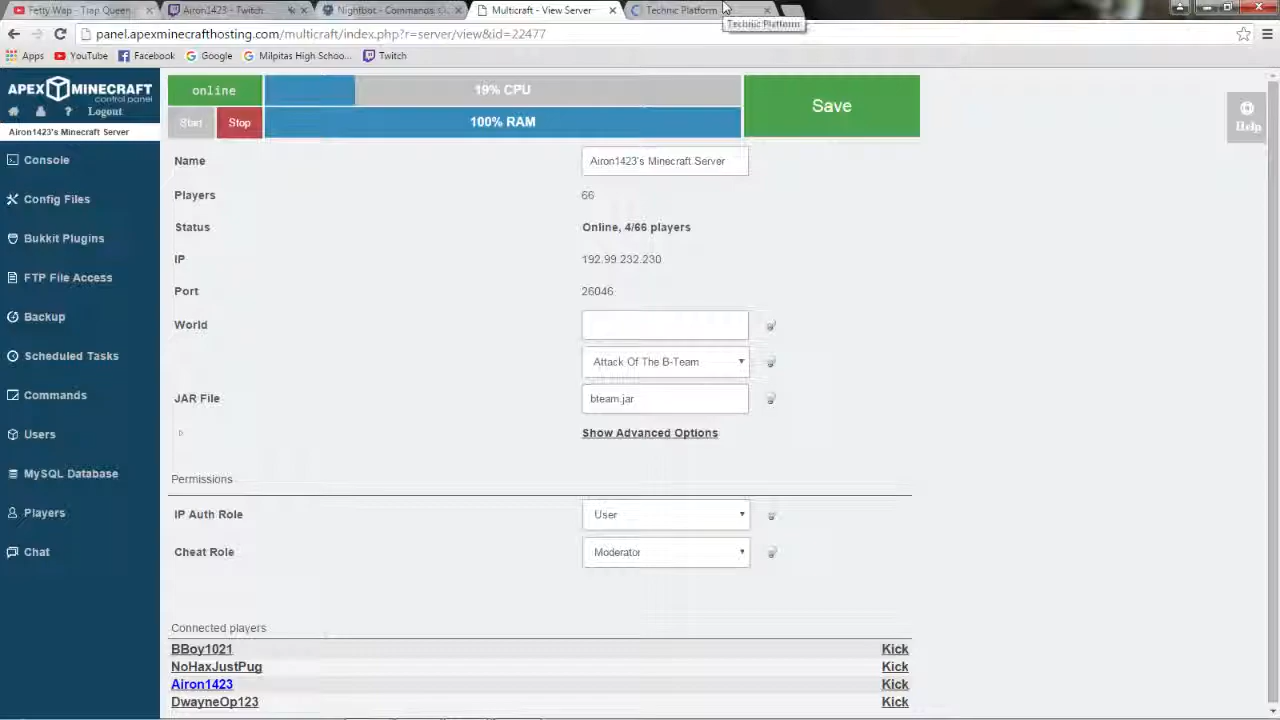 Fetty Wap - Trap Queen
Airon1423 - Twitch
Nightbot - Commands: C
Multicraft - View Server
Technic Platform
Technic Platform
panel.apexminecrafthosting.com/multicraft/index.php?r=server/view&id=22477
Apps YouTube Facebook Google Milpitas High Schoo... Twitch
APEX MINECRAFT
control panel
Logout
Airon1423's Minecraft Server
Console
Config Files
Bukkit Plugins
FTP File Access
Backup
Scheduled Tasks
Commands
Users
MySQL Database
Players
Chat
online
19% CPU
Start
Stop
100% RAM
Save
Help
Name Airon1423's Minecraft Server
Players 66
Status Online, 4/66 players
IP 192.99.232.230
Port 26046
World
Attack Of The B-Team
JAR File bteam.jar
Show Advanced Options
Permissions
IP Auth Role User
Cheat Role Moderator
Connected players
BBoy1021 Kick
NoHaxJustPug Kick
Airon1423 Kick
DwayneOp123 Kick